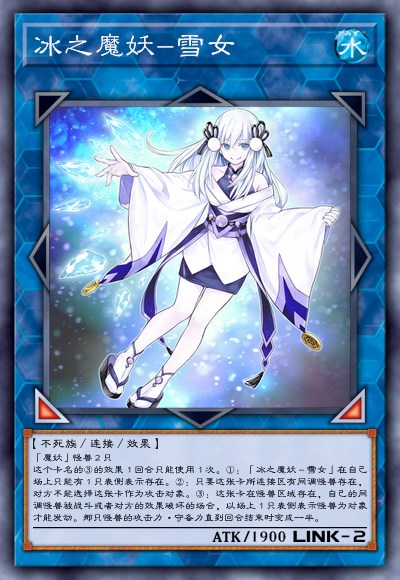 冰之魔妖-雪女
水
【不死族/连接/效果】
「魔妖」怪兽2只
这个卡名的③的效果1回合只能使用1次。①:「冰之魔妖-雪女」在自己
场上只能有1只表侧表示存在。②:只要这张卡所连接区有同调怪兽存在,
对方不能选择这张卡作为攻击对象。③:这张卡在怪兽区域存在,自己的同
调怪兽被战斗或者对方的效果破坏的场合,以场上1只表侧表示怪兽为对象
才能发动。那只怪兽的攻击力·守备力直到回合结束时变成一半。
ATK/1900 LINK-2